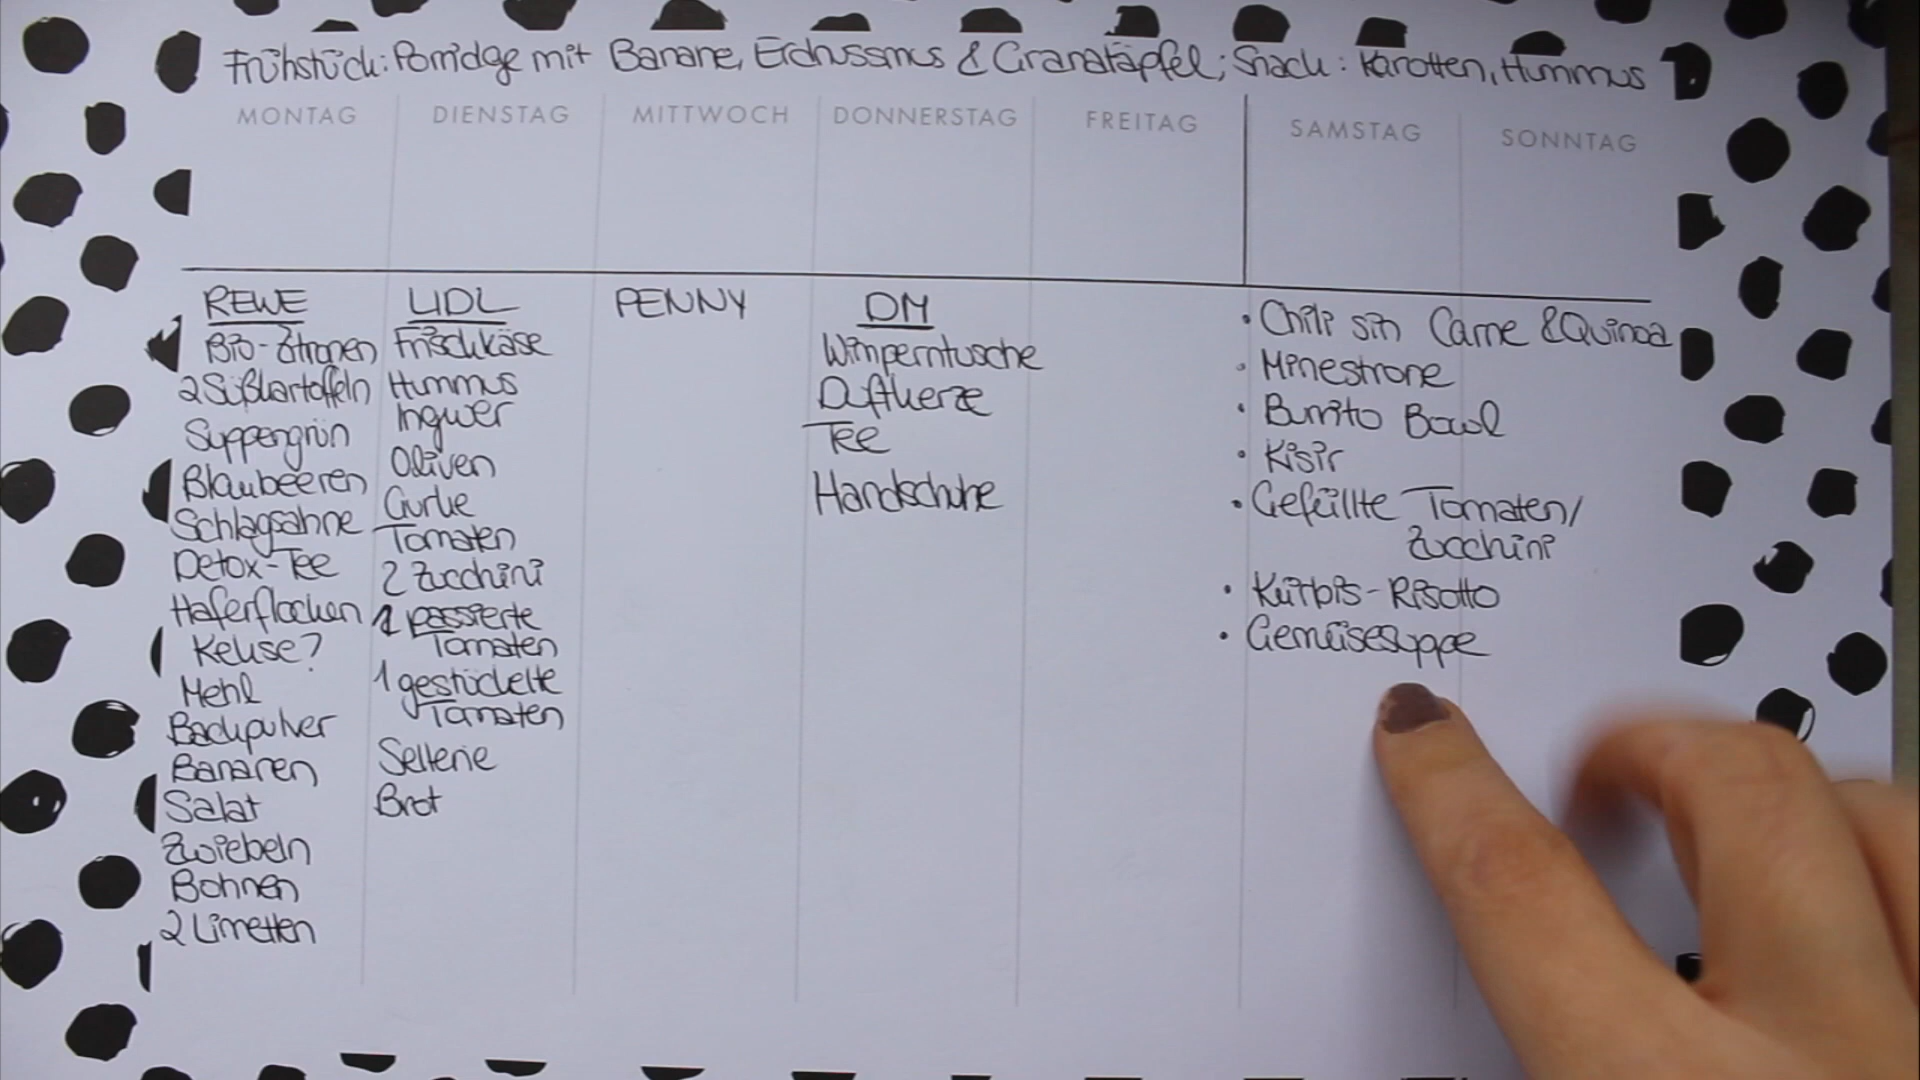 Frühstück: Porridge mit Banane, Erdnussmus & Granatäpfel; Snack: Karotten, Hummus
MONTAG DIENSTAG MITTWOCH DONNERSTAG FREITAG SAMSTAG SONNTAG
REWE
Bio-Zitronen
2 Süßkartoffeln
Suppengrün
Blaubeeren
Schlagsahne
Detox-Tee
Haferflocken
Kekse?
Mehl
Backpulver
Bananen
Salat
Zwiebeln
Bohnen
2 Limetten
LIDL
Frischkäse
Hummus
Ingwer
Oliven
Gurke
Tomaten
2 Zucchini
1 passierte
Tomaten
1 gestückelte
Tomaten
Sellerie
Brot
PENNY
DM
Wimperntusche
Duftkerze
Tee
Handschuhe
• Chili sin Carne & Quinoa
• Minestrone
• Burrito Bowl
• Kisir
• Gefüllte Tomaten/
Zucchini
• Kürbis-Risotto
• Gemüsesuppe